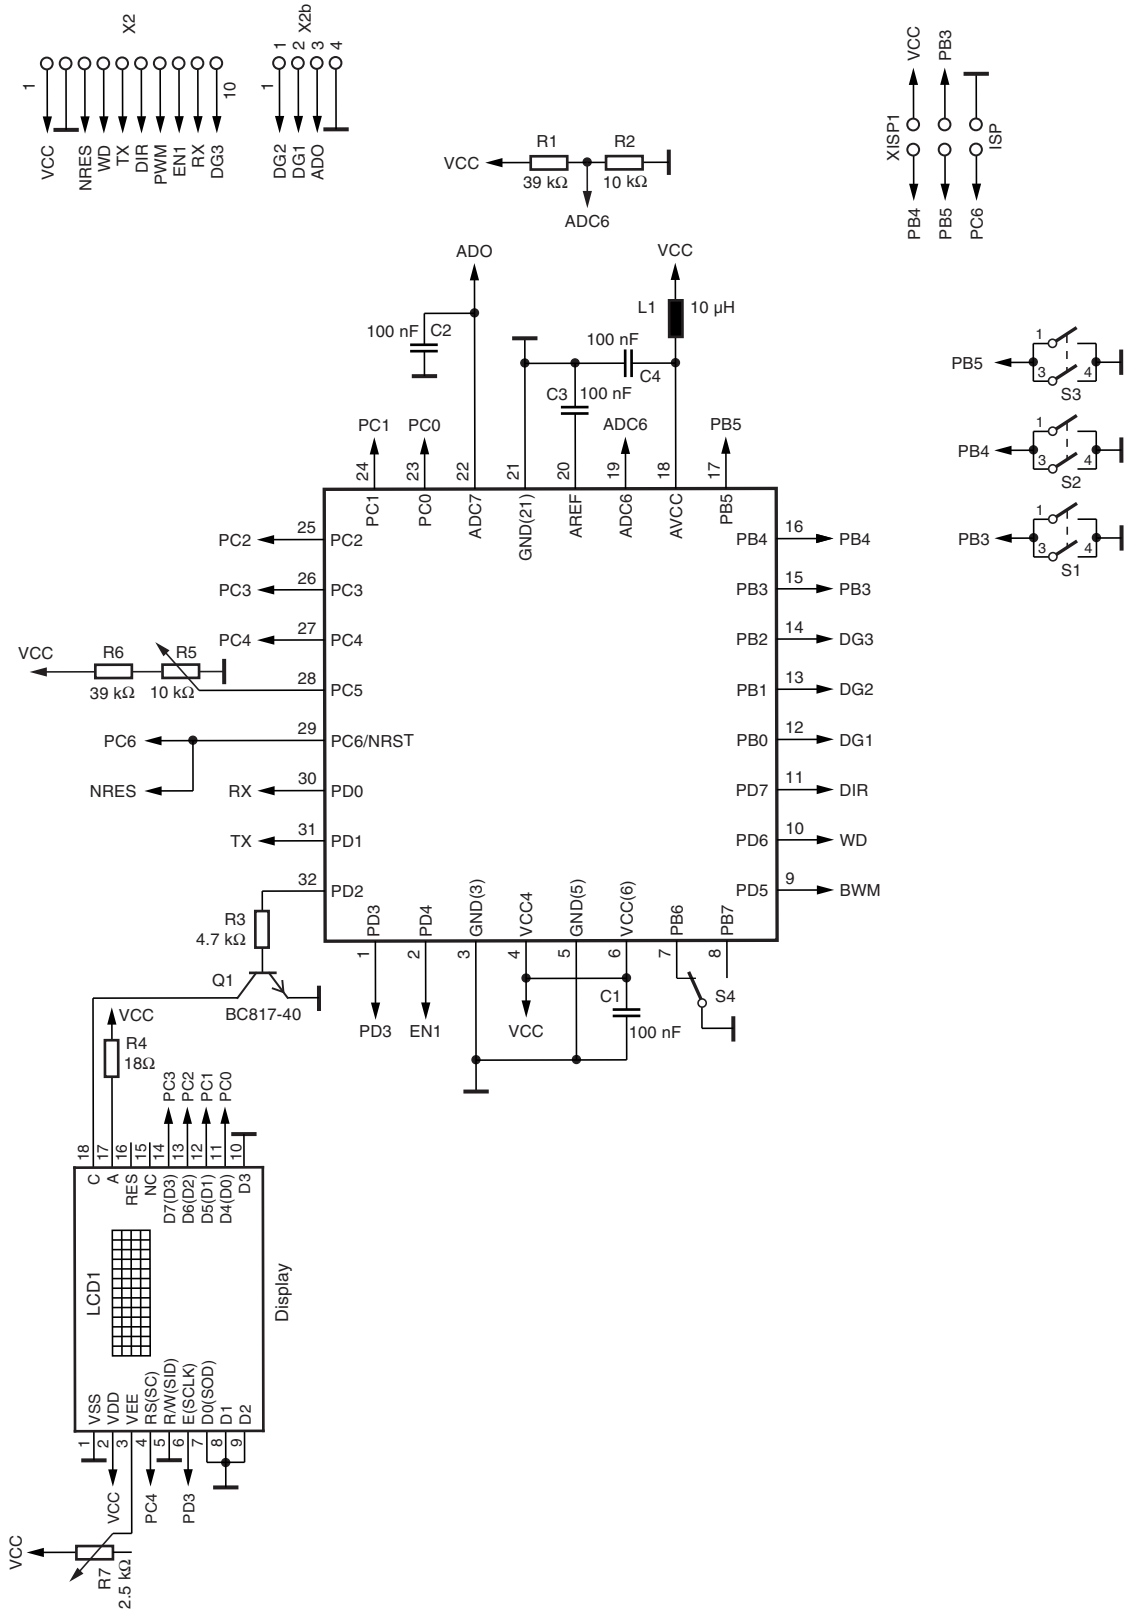 X2
1
10
VCC
NRES
WD
TX
DIR
PWM
EN1
RX
DG3
X2b
1
2
3
4
1
DG2
DG1
ADO
VCC
R1
39 kΩ
R2
10 kΩ
ADC6
VCC
PB3
XISP1
ISP
PB4
PB5
PC6
ADO
100 nF
C2
VCC
L1
10 µH
100 nF
C4
C3
100 nF
PC1
PC0
ADC6
PB5
24
23
22
21
20
19
18
17
PC1
PC0
ADC7
GND(21)
AREF
ADC6
AVCC
PB5
PB5
1
3
4
S3
PB4
1
3
4
S2
PB3
1
3
4
S1
PC2
25
PC2
PC3
26
PC3
PC4
27
PC4
VCC
R6
39 kΩ
R5
10 kΩ
28
PC5
PC6
29
PC6/NRST
NRES
RX
30
PD0
TX
31
PD1
32
PD2
PB4
16
PB4
PB3
15
PB3
PB2
14
DG3
PB1
13
DG2
PB0
12
DG1
PD7
11
DIR
PD6
10
WD
PD5
9
BWM
PD3
PD4
GND(3)
VCC4
GND(5)
VCC(6)
PB6
PB7
1
2
3
4
5
6
7
8
PD3
EN1
VCC
C1
100 nF
S4
R3
4.7 kΩ
Q1
BC817-40
VCC
R4
18Ω
PC3
PC2
PC1
PC0
18
17
16
15
14
13
12
11
10
C
A
RES
NC
D7(D3)
D6(D2)
D5(D1)
D4(D0)
D3
LCD1
Display
VSS
VDD
VEE
RS(SC)
R/W(SID)
E(SCLK)
D0(SOD)
D1
D2
1
2
3
4
5
6
7
8
9
VCC
PC4
PD3
VCC
R7
2.5 kΩ